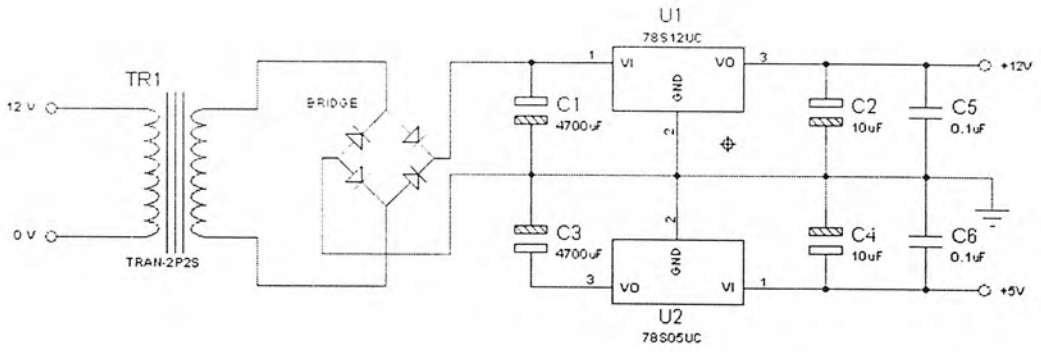 U1
78S12UC
1
VI
VO
3
GND
2
+12V
TR1
12 V
0 V
TRAN-2P2S
BRIDGE
C1
4700uF
C2
10uF
C5
0.1uF
C3
4700uF
C4
10uF
C6
0.1uF
2
GND
3
VO
VI
1
+5V
U2
78S05UC